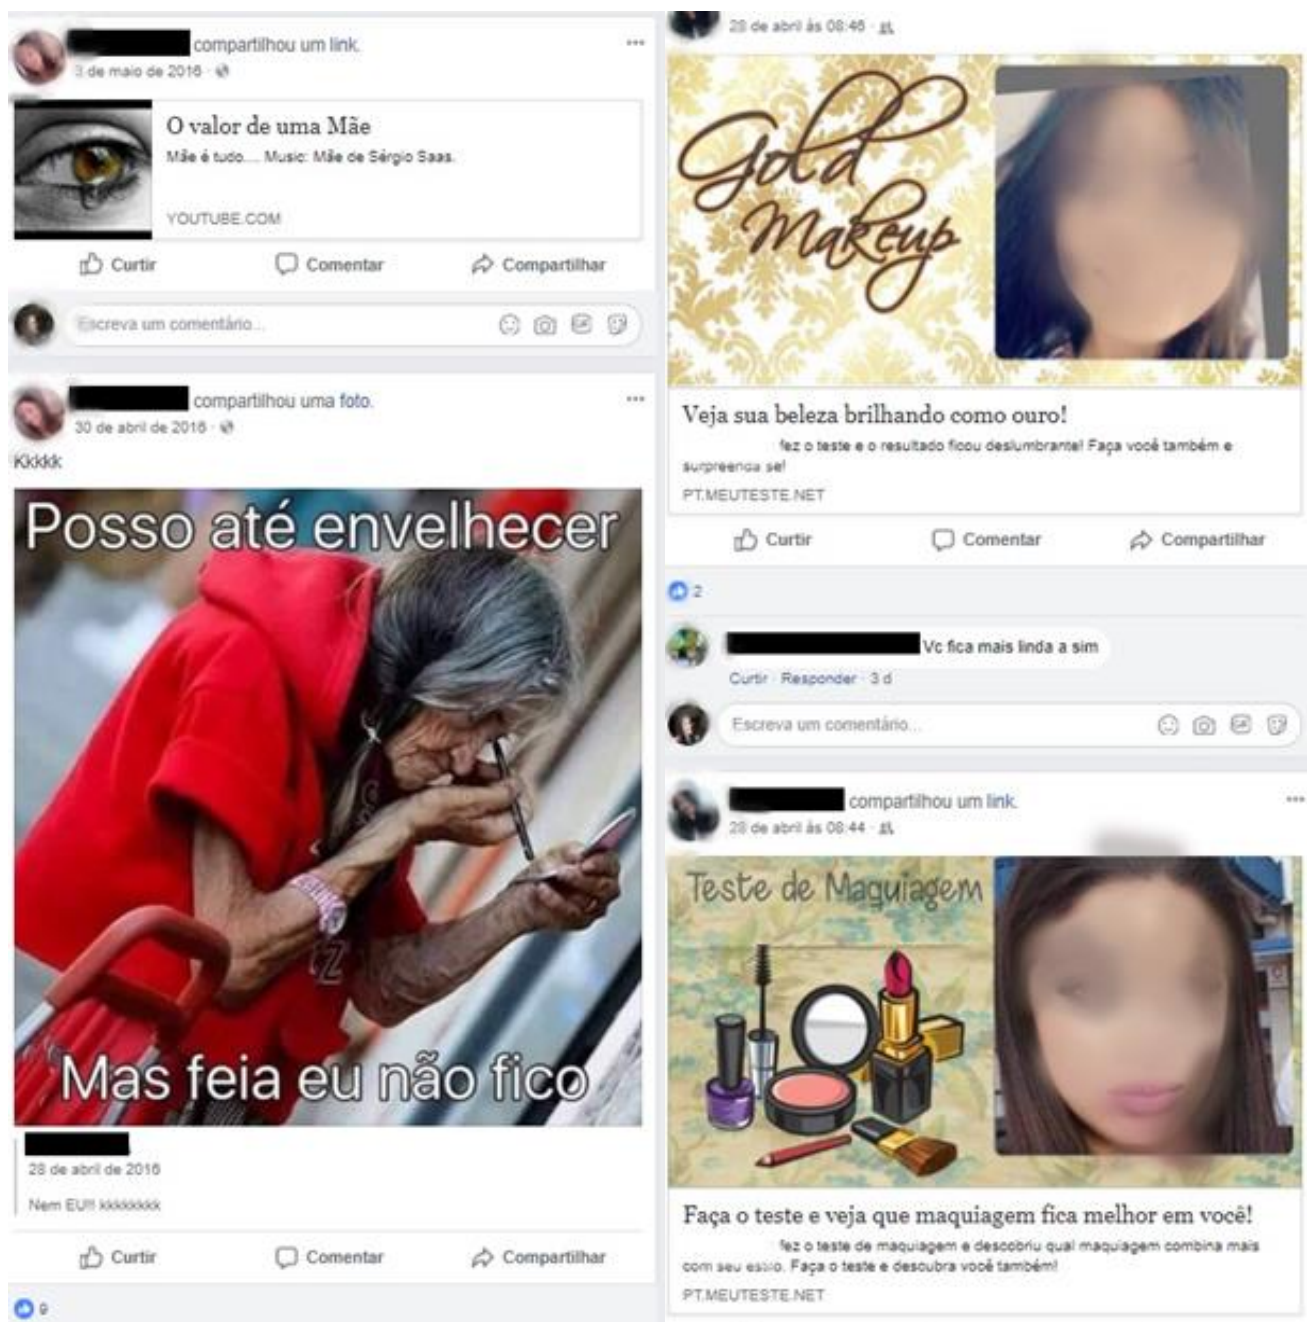 compartilhou um link.
3 de maio de 2016
O valor de uma Mãe
Mãe é tudo.... Music: Mãe de Sérgio Saas.
YOUTUBE.COM
Curtir Comentar Compartilhar
Escreva um comentário...
compartilhou uma foto.
30 de abril de 2016
Kkkkk
Posso até envelhecer
Mas feia eu não fico
28 de abril de 2016
Nem EU!! kkkkkkkk
Curtir Comentar Compartilhar
9
28 de abril às 08:46
Gold
Makeup
Veja sua beleza brilhando como ouro!
fez o teste e o resultado ficou deslumbrante! Faça você também e
surpreenda se!
PT.MEUTESTE.NET
Curtir Comentar Compartilhar
2
Vc fica mais linda a sim
Curtir · Responder · 3 d
Escreva um comentário...
compartilhou um link.
28 de abril às 08:44
Teste de Maquiagem
Faça o teste e veja que maquiagem fica melhor em você!
fez o teste de maquiagem e descobriu qual maquiagem combina mais
com seu estilo. Faça o teste e descubra você também!
PT.MEUTESTE.NET